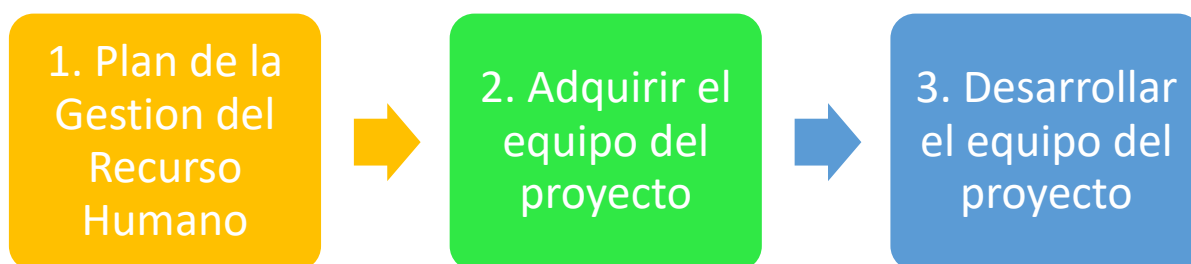 1. Plan de la
Gestion del
Recurso
Humano
2. Adquirir el
equipo del
proyecto
3. Desarrollar
el equipo del
proyecto